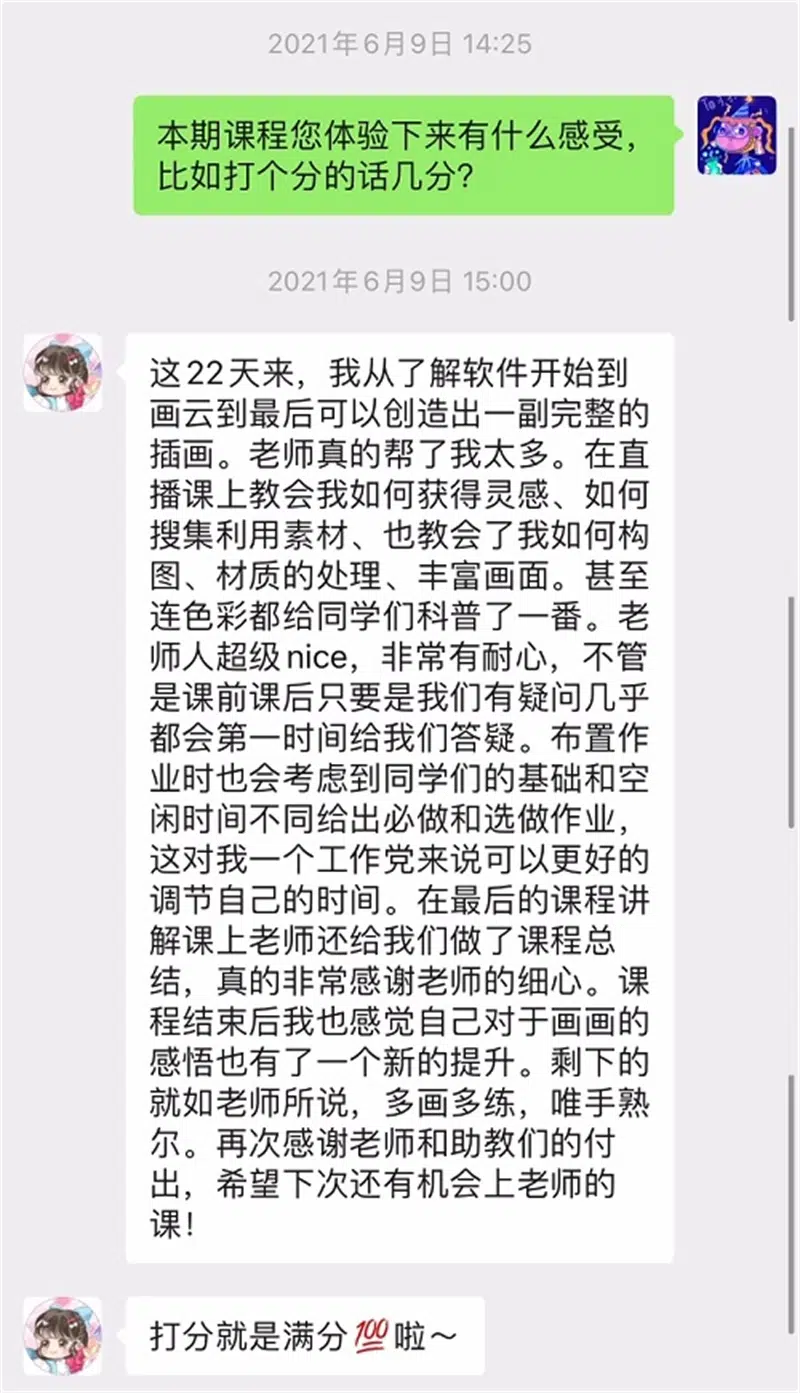 2021年6月9日 14:25
本期课程您体验下来有什么感受，
比如打个分的话几分？
2021年6月9日 15:00
这22天来，我从了解软件开始到
画云到最后可以创造出一副完整的
插画。老师真的帮了我太多。在直
播课上教会我如何获得灵感、如何
搜集利用素材、也教会了我如何构
图、材质的处理、丰富画面。甚至
连色彩都给同学们科普了一番。老
师人超级nice，非常有耐心，不管
是课前课后只要是我们有疑问几乎
都会第一时间给我们答疑。布置作
业时也会考虑到同学们的基础和空
闲时间不同给出必做和选做作业，
这对我一个工作党来说可以更好的
调节自己的时间。在最后的课程讲
解课上老师还给我们做了课程总
结，真的非常感谢老师的细心。课
程结束后我也感觉自己对于画画的
感悟也有了一个新的提升。剩下的
就如老师所说，多画多练，唯手熟
尔。再次感谢老师和助教们的付
出，希望下次还有机会上老师的
课！
打分就是满分💯啦～